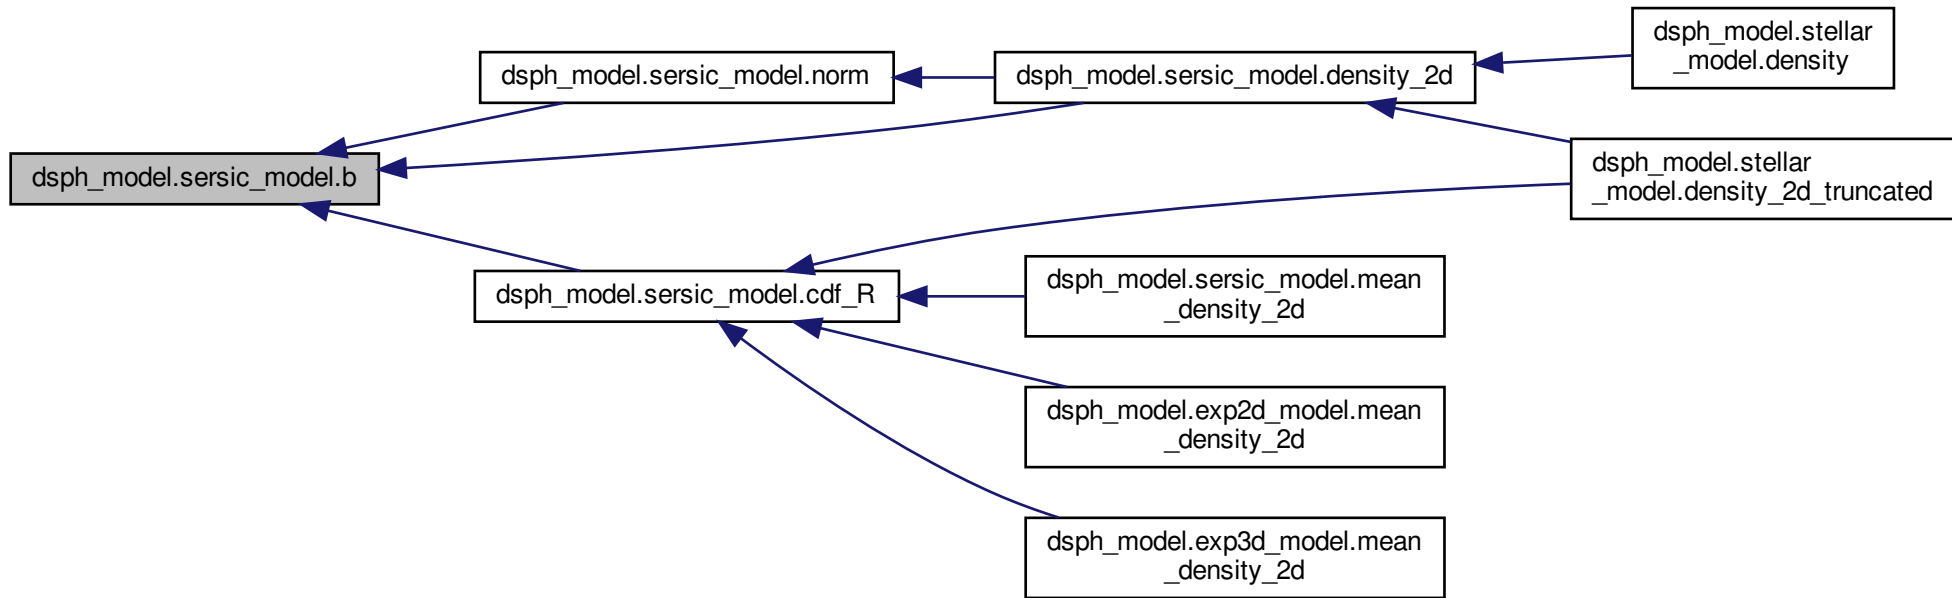 dsph_model.stellar
_model.density
dsph_model.sersic_model.norm
dsph_model.sersic_model.density_2d
dsph_model.sersic_model.b
dsph_model.stellar
_model.density_2d_truncated
dsph_model.sersic_model.cdf_R
dsph_model.sersic_model.mean
_density_2d
dsph_model.exp2d_model.mean
_density_2d
dsph_model.exp3d_model.mean
_density_2d